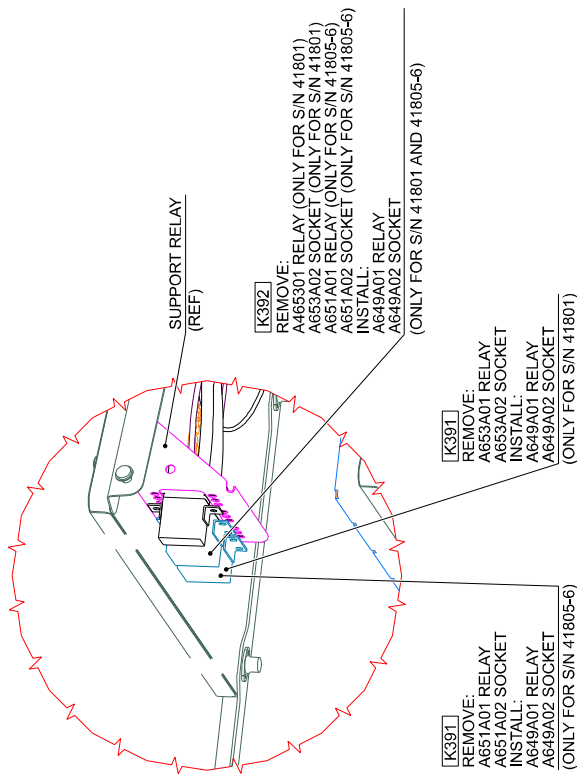 SUPPORT RELAY
(REF)
K392
REMOVE:
A465301 RELAY (ONLY FOR S/N 41801)
A653A02 SOCKET (ONLY FOR S/N 41801)
A651A01 RELAY (ONLY FOR S/N 41805-6)
A651A02 SOCKET (ONLY FOR S/N 41805-6)
INSTALL:
A649A01 RELAY
A649A02 SOCKET
(ONLY FOR S/N 41801 AND 41805-6)
K391
REMOVE:
A653A01 RELAY
A653A02 SOCKET
INSTALL:
A649A01 RELAY
A649A02 SOCKET
(ONLY FOR S/N 41801)
K391
REMOVE:
A651A01 RELAY
A651A02 SOCKET
INSTALL:
A649A01 RELAY
A649A02 SOCKET
(ONLY FOR S/N 41805-6)